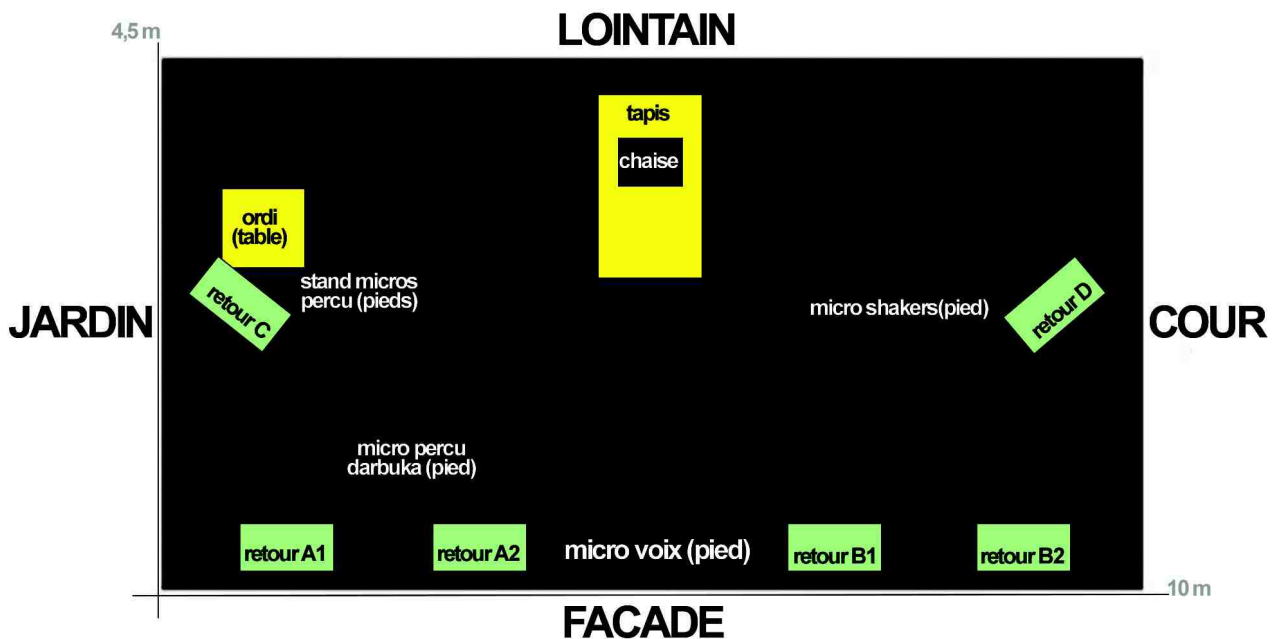 4,5 m
LOINTAIN
tapis
chaise
ordi
(table)
stand micros
percu (pieds)
retour C
micro shakers(pied)
retour D
JARDIN
COUR
micro percu
darbuka (pied)
retour A1
retour A2
micro voix (pied)
retour B1
retour B2
10 m
FACADE